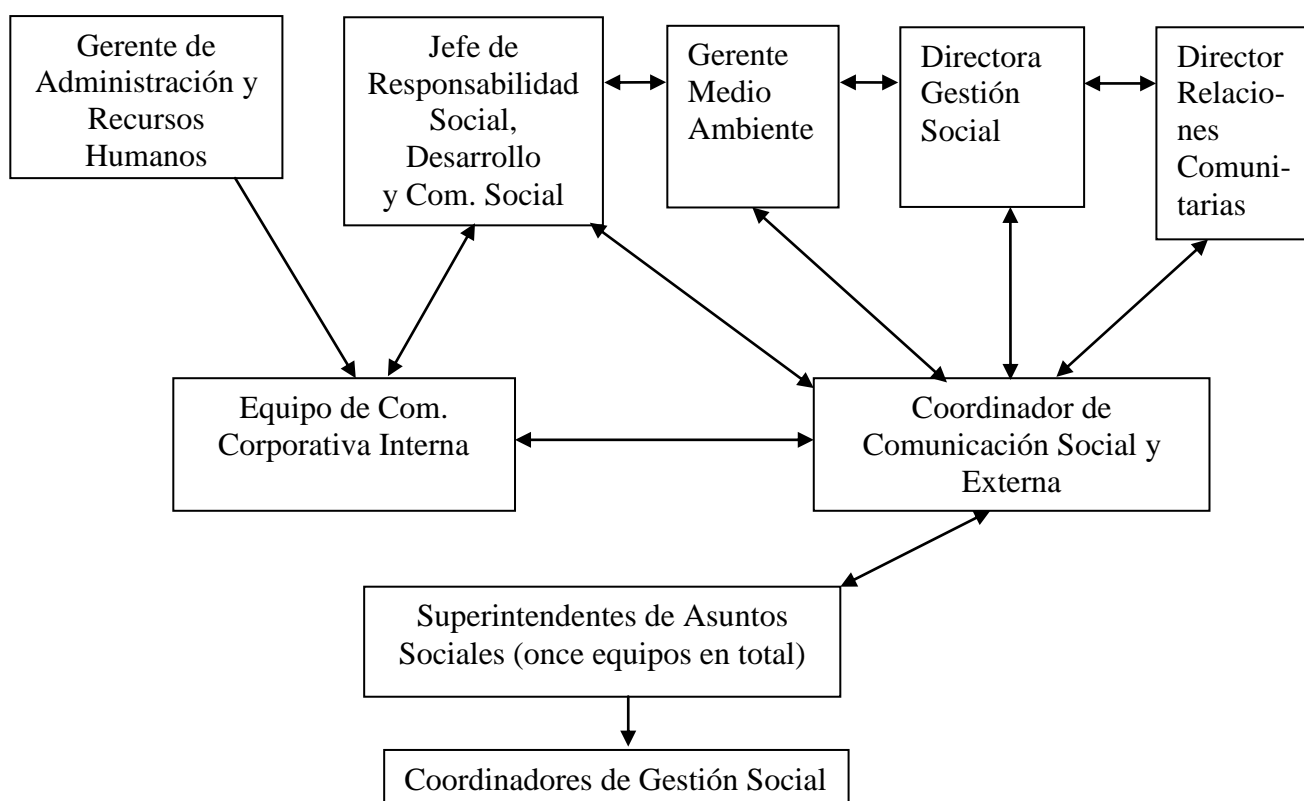 Gerente de
Administración y
Recursos
Humanos
Jefe de
Responsabilidad
Social,
Desarrollo
y Com. Social
Gerente
Medio
Ambiente
Directora
Gestión
Social
Director
Relacio-
nes
Comuni-
tarias
Equipo de Com.
Corporativa Interna
Coordinador de
Comunicación Social y
Externa
Superintendentes de Asuntos
Sociales (once equipos en total)
Coordinadores de Gestión Social